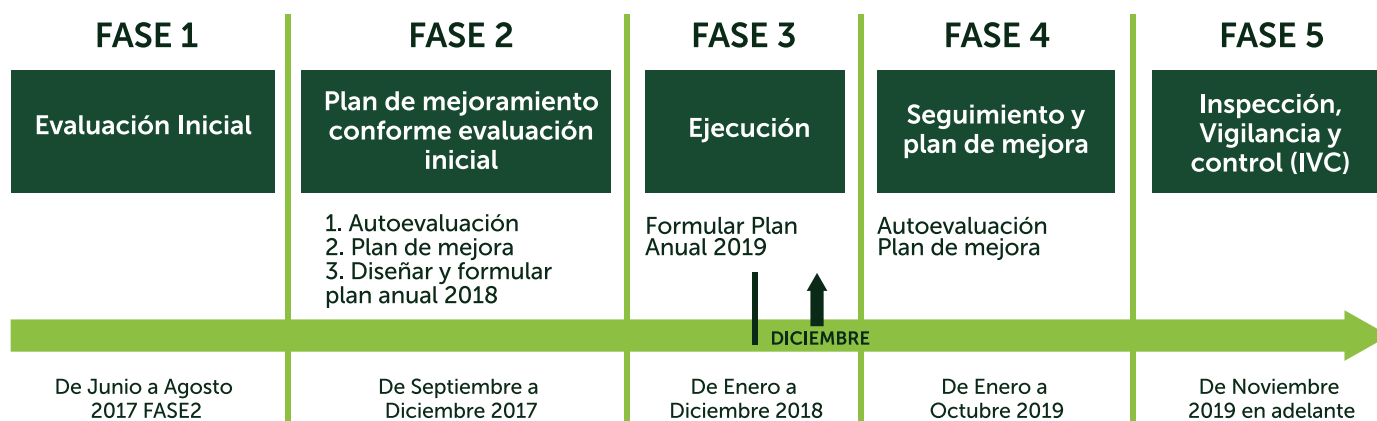 FASE 1
Evaluación Inicial
De Junio a Agosto
2017 FASE2
FASE 2
Plan de mejoramiento
conforme evaluación
inicial
1. Autoevaluación
2. Plan de mejora
3. Diseñar y formular
plan anual 2018
De Septiembre a
Diciembre 2017
FASE 3
Ejecución
Formular Plan
Anual 2019
DICIEMBRE
De Enero a
Diciembre 2018
FASE 4
Seguimiento y
plan de mejora
Autoevaluación
Plan de mejora
De Enero a
Octubre 2019
FASE 5
Inspección,
Vigilancia y
control (IVC)
De Noviembre
2019 en adelante